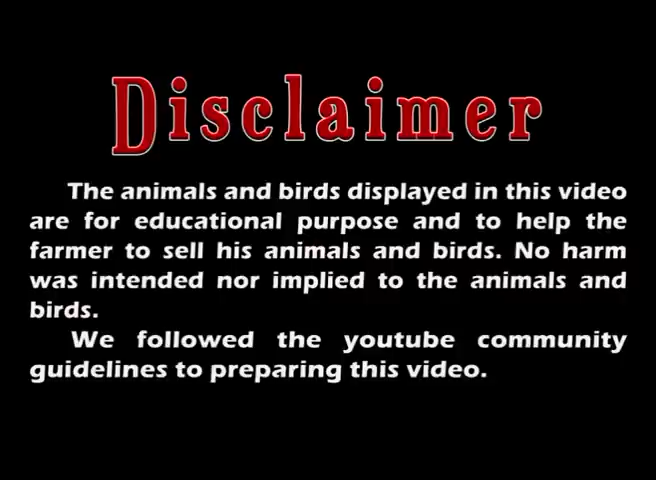 Disclaimer
The animals and birds displayed in this video
are for educational purpose and to help the
farmer to sell his animals and birds. No harm
was intended nor implied to the animals and
birds.
We followed the youtube community
guidelines to preparing this video.